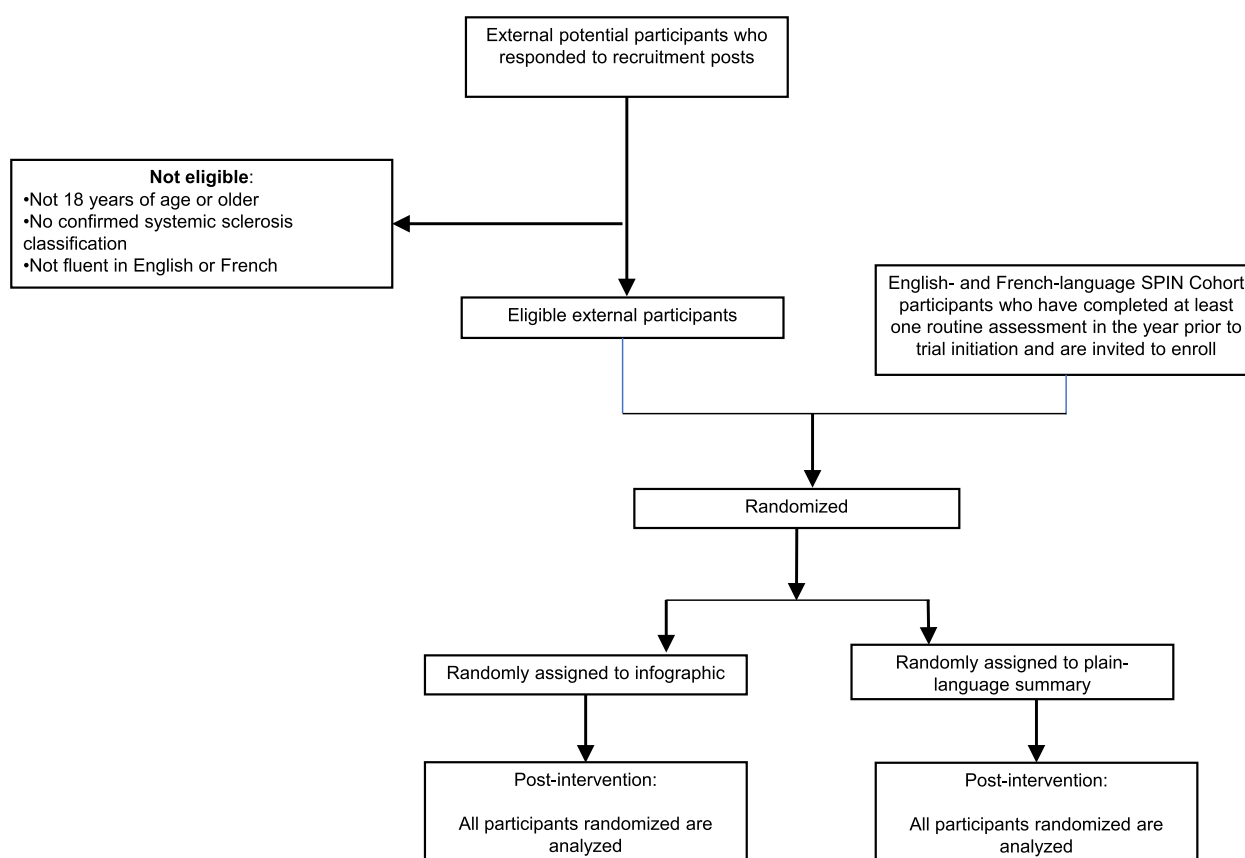 External potential participants who
responded to recruitment posts
Not eligible:
•Not 18 years of age or older
•No confirmed systemic sclerosis
classification
•Not fluent in English or French
Eligible external participants
English- and French-language SPIN Cohort
participants who have completed at least
one routine assessment in the year prior to
trial initiation and are invited to enroll
Randomized
Randomly assigned to infographic
Randomly assigned to plain-
language summary
Post-intervention:
All participants randomized are
analyzed
Post-intervention:
All participants randomized are
analyzed